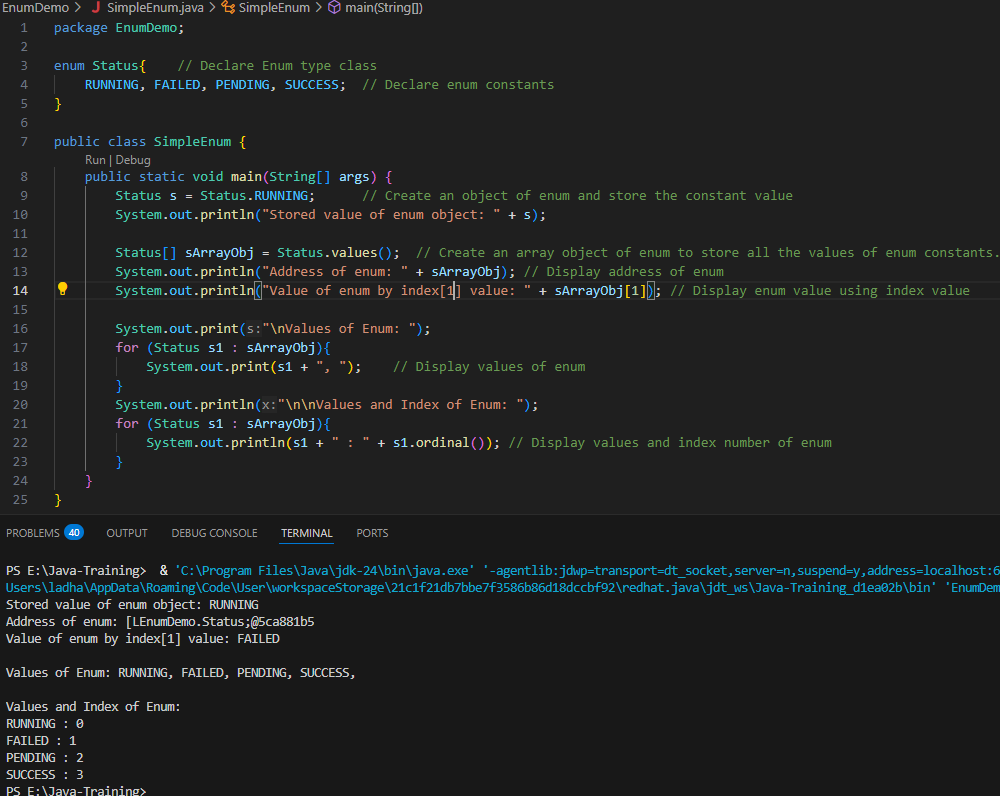 EnumDemo > J SimpleEnum.java > SimpleEnum > main(String[])
1 package EnumDemo;
2
3 enum Status{    // Declare Enum type class
4     RUNNING, FAILED, PENDING, SUCCESS;  // Declare enum constants
5 }
6
7 public class SimpleEnum {
Run | Debug
8     public static void main(String[] args) {
9         Status s = Status.RUNNING;      // Create an object of enum and store the constant value
10         System.out.println("Stored value of enum object: " + s);
11
12         Status[] sArrayObj = Status.values();  // Create an array object of enum to store all the values of enum constants.
13         System.out.println("Address of enum: " + sArrayObj); // Display address of enum
14         System.out.println("Value of enum by index[1] value: " + sArrayObj[1]); // Display enum value using index value
15
16         System.out.print(s:"\nValues of Enum: ");
17         for (Status s1 : sArrayObj){
18             System.out.print(s1 + ", ");    // Display values of enum
19         }
20         System.out.println(x:"\n\nValues and Index of Enum: ");
21         for (Status s1 : sArrayObj){
22             System.out.println(s1 + " : " + s1.ordinal()); // Display values and index number of enum
23         }
24     }
25 }
PROBLEMS 40 OUTPUT DEBUG CONSOLE TERMINAL PORTS
PS E:\Java-Training>  & 'C:\Program Files\Java\jdk-24\bin\java.exe' '-agentlib:jdwp=transport=dt_socket,server=n,suspend=y,address=localhost:6
Users\ladha\AppData\Roaming\Code\User\workspaceStorage\21c1f21db7bbe7f3586b86d18dccbf92\redhat.java\jdt_ws\Java-Training_d1ea02b\bin' 'EnumDem
Stored value of enum object: RUNNING
Address of enum: [LEnumDemo.Status;@5ca881b5
Value of enum by index[1] value: FAILED

Values of Enum: RUNNING, FAILED, PENDING, SUCCESS,

Values and Index of Enum:
RUNNING : 0
FAILED : 1
PENDING : 2
SUCCESS : 3
PS E:\Java-Training>